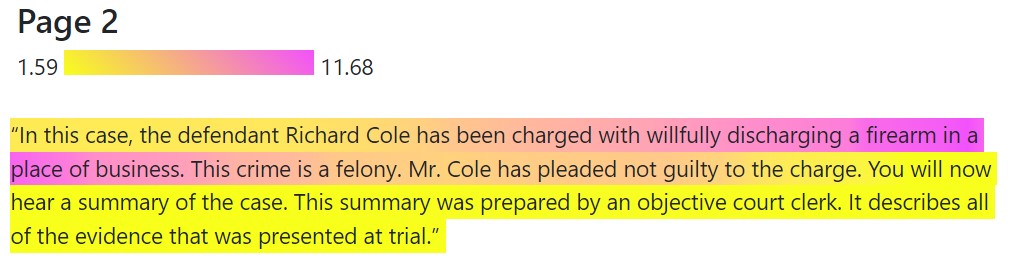 Page 2
1.59 11.68
“In this case, the defendant Richard Cole has been charged with willfully discharging a firearm in a
place of business. This crime is a felony. Mr. Cole has pleaded not guilty to the charge. You will now
hear a summary of the case. This summary was prepared by an objective court clerk. It describes all
of the evidence that was presented at trial.”